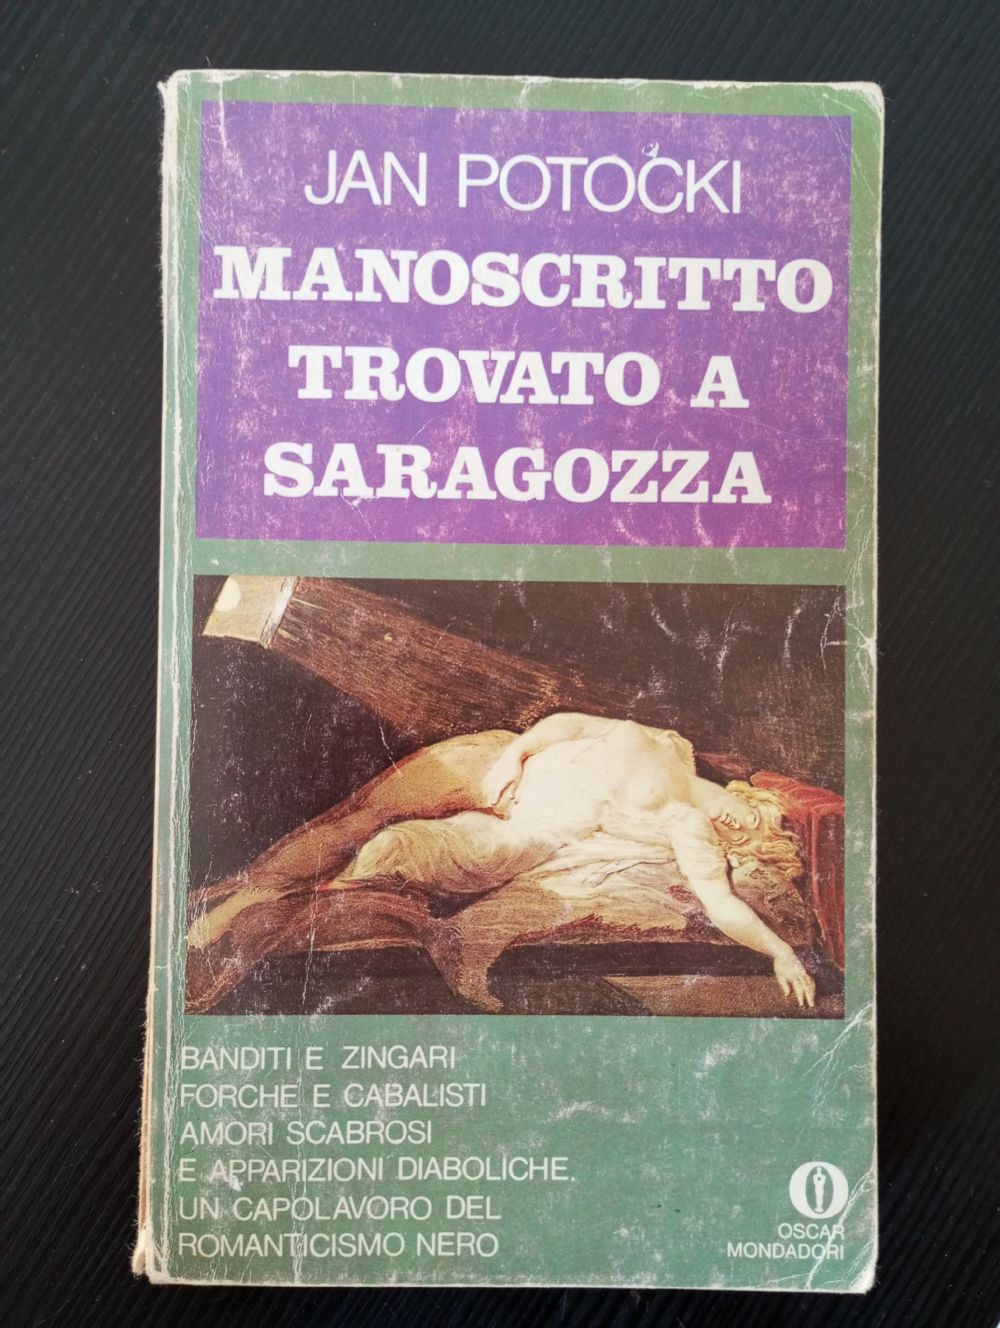 JAN POTOCKI
MANOSCRITTO
TROVATO A
SARAGOZZA
BANDITI E ZINGARI
FORCHE E CABALISTI
AMORI SCABROSI
E APPARIZIONI DIABOLICHE.
UN CAPOLAVORO DEL
ROMANTICISMO NERO
OSCAR
MONDADORI